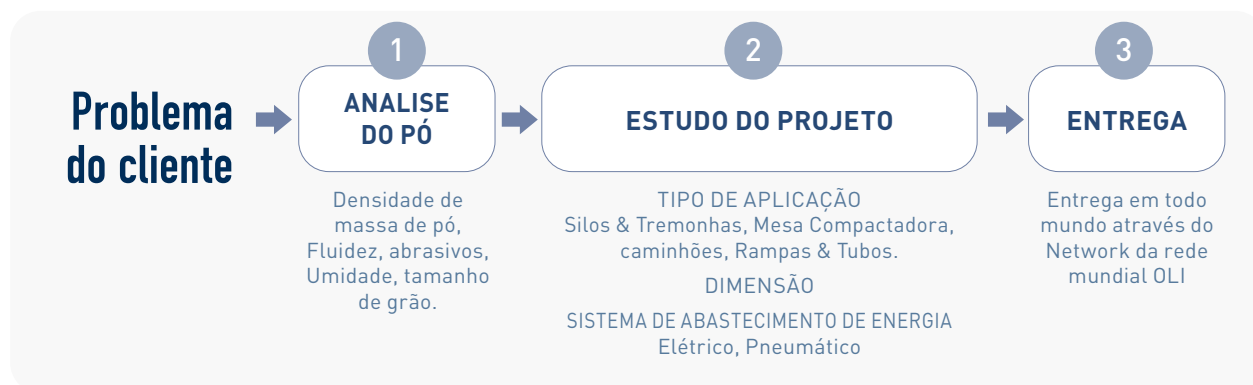 Problema
do cliente
1
ANALISE
DO PÓ
Densidade de
massa de pó,
Fluidez, abrasivos,
Umidade, tamanho
de grão.
2
ESTUDO DO PROJETO
TIPO DE APLICAÇÃO
Silos & Tremonhas, Mesa Compactadora,
caminhões, Rampas & Tubos.
DIMENSÃO
SISTEMA DE ABASTECIMENTO DE ENERGIA
Elétrico, Pneumático
3
ENTREGA
Entrega em todo
mundo através do
Network da rede
mundial OLI